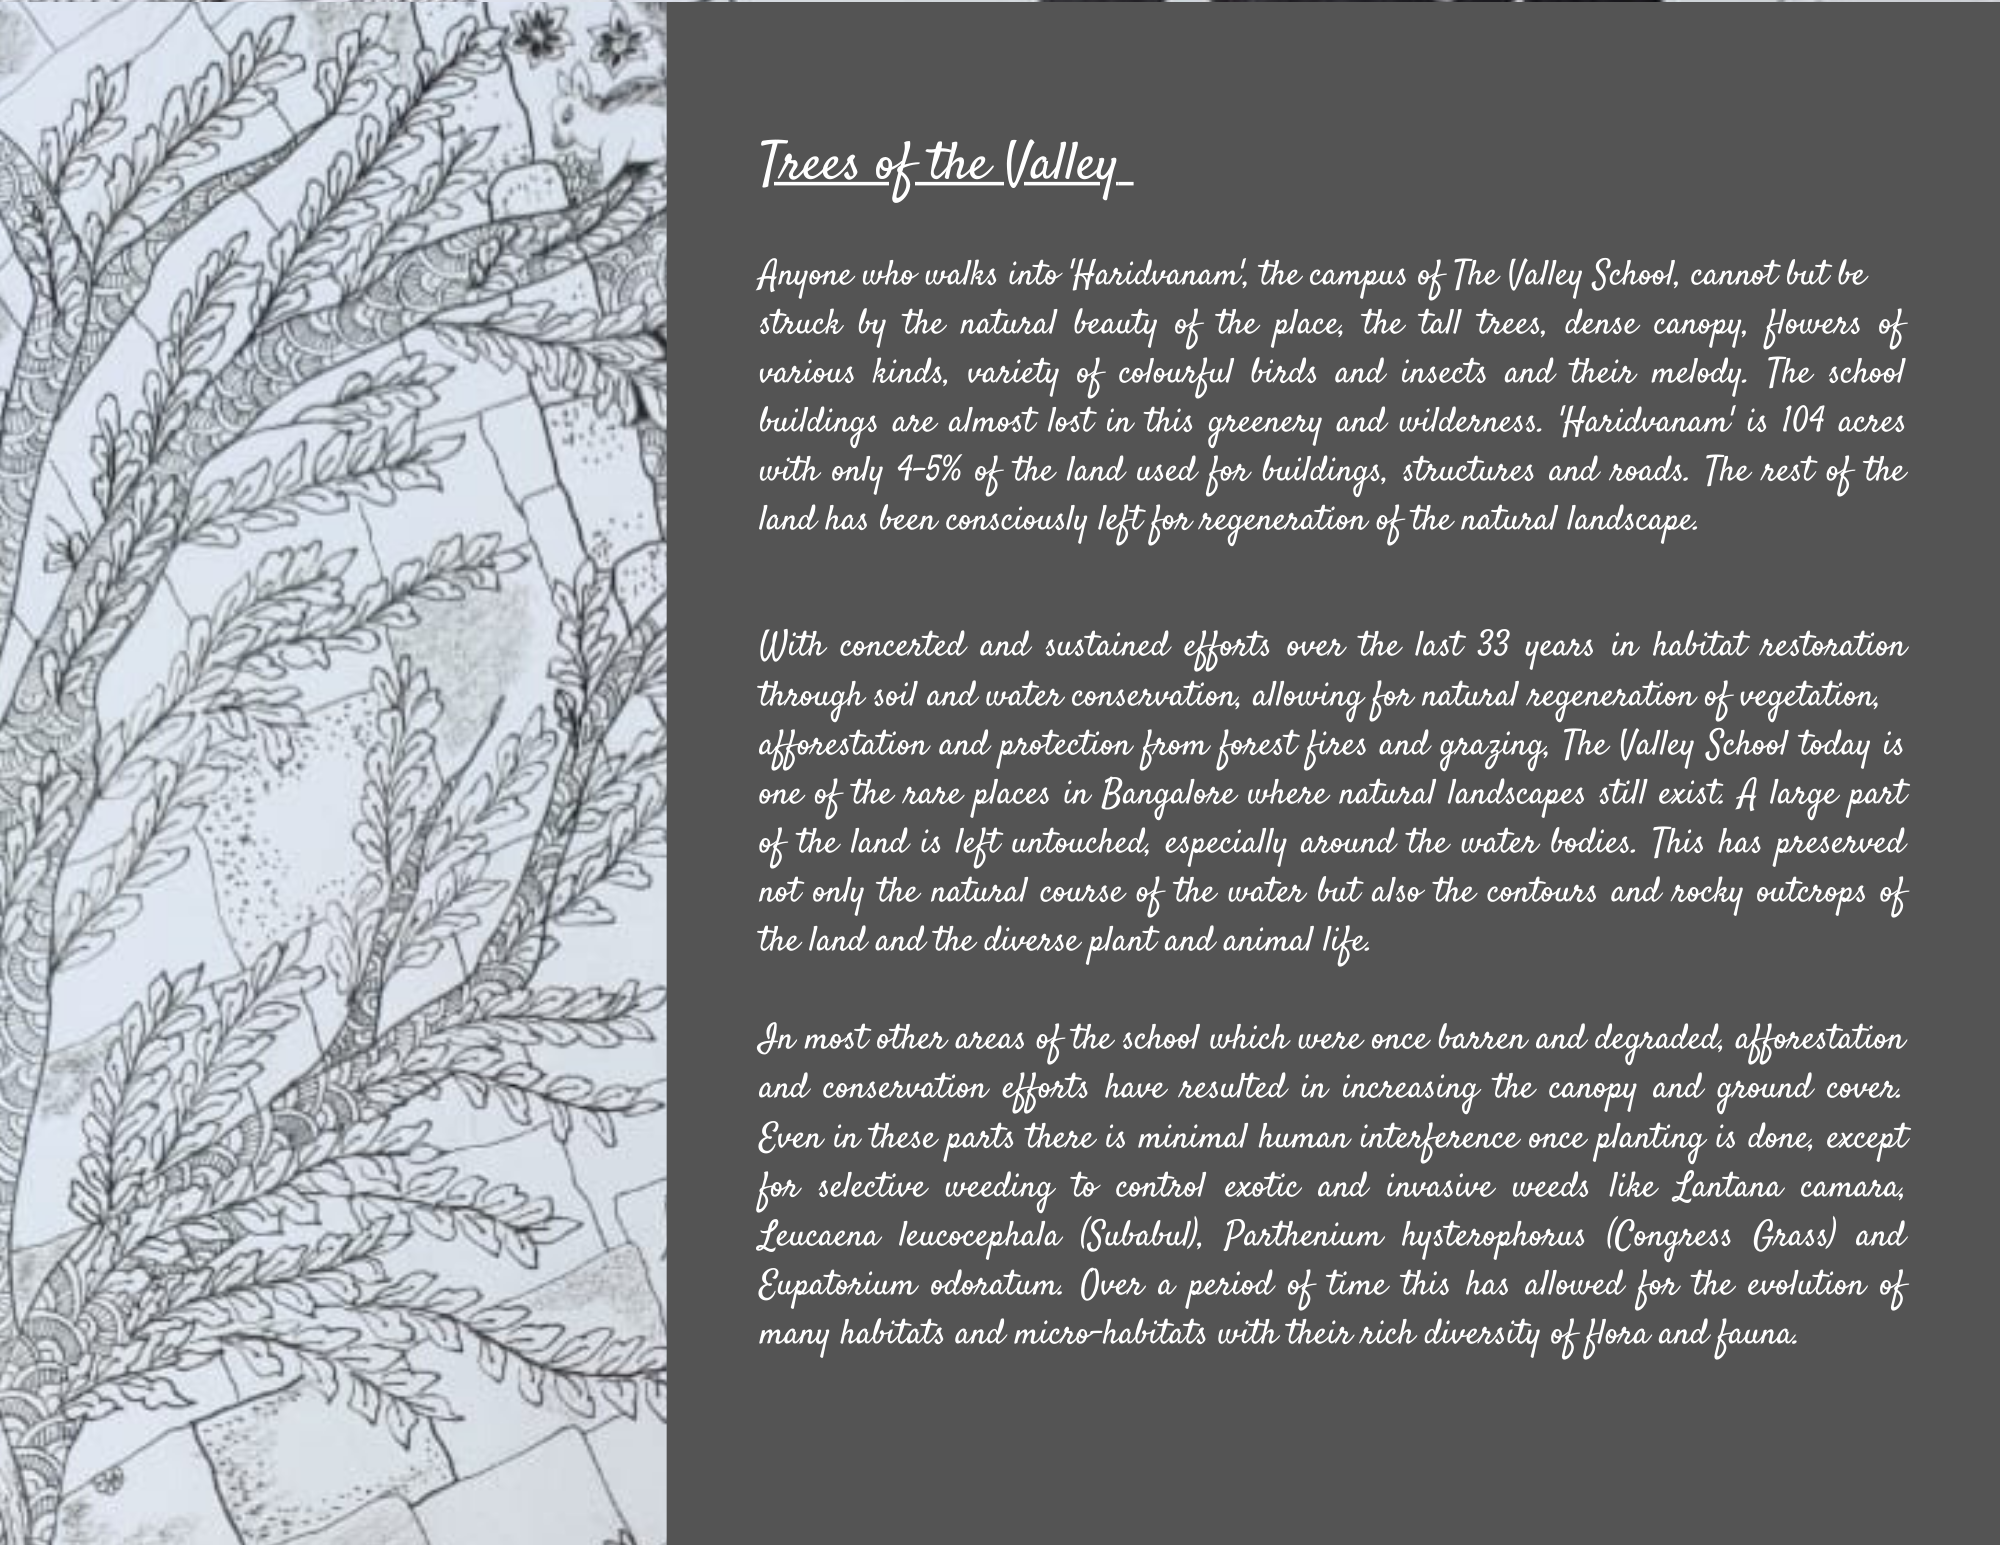 Trees of the Valley
Anyone who walks into 'Haridvanam', the campus of The Valley School, cannot but be
struck by the natural beauty of the place, the tall trees, dense canopy, flowers of
various kinds, variety of colourful birds and insects and their melody. The school
buildings are almost lost in this greenery and wilderness. 'Haridvanam' is 104 acres
with only 4-5% of the land used for buildings, structures and roads. The rest of the
land has been consciously left for regeneration of the natural landscape.
With concerted and sustained efforts over the last 33 years in habitat restoration
through soil and water conservation, allowing for natural regeneration of vegetation,
afforestation and protection from forest fires and grazing, The Valley School today is
one of the rare places in Bangalore where natural landscapes still exist. A large part
of the land is left untouched, especially around the water bodies. This has preserved
not only the natural course of the water but also the contours and rocky outcrops of
the land and the diverse plant and animal life.
In most other areas of the school which were once barren and degraded, afforestation
and conservation efforts have resulted in increasing the canopy and ground cover.
Even in these parts there is minimal human interference once planting is done, except
for selective weeding to control exotic and invasive weeds like Lantana camara,
Leucaena leucocephala (Subabul), Parthenium hysterophorus (Congress Grass) and
Eupatorium odoratum. Over a period of time this has allowed for the evolution of
many habitats and micro-habitats with their rich diversity of flora and fauna.